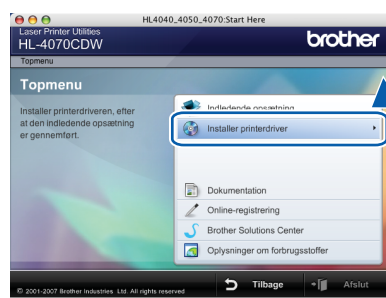 HL4040_4050_4070:Start Here
Laser Printer Utilities
HL-4070CDW
brother
Topmenu
Topmenu
Installer printerdriveren, efter
at den indledende opsætning
er gennemført.
Indledende opsætning
Installer printerdriver
Dokumentation
Online-registrering
Brother Solutions Center
Oplysninger om forbrugsstoffer
© 2001-2007 Brother Industries Ltd. All rights reserved
Tilbage
Afslut